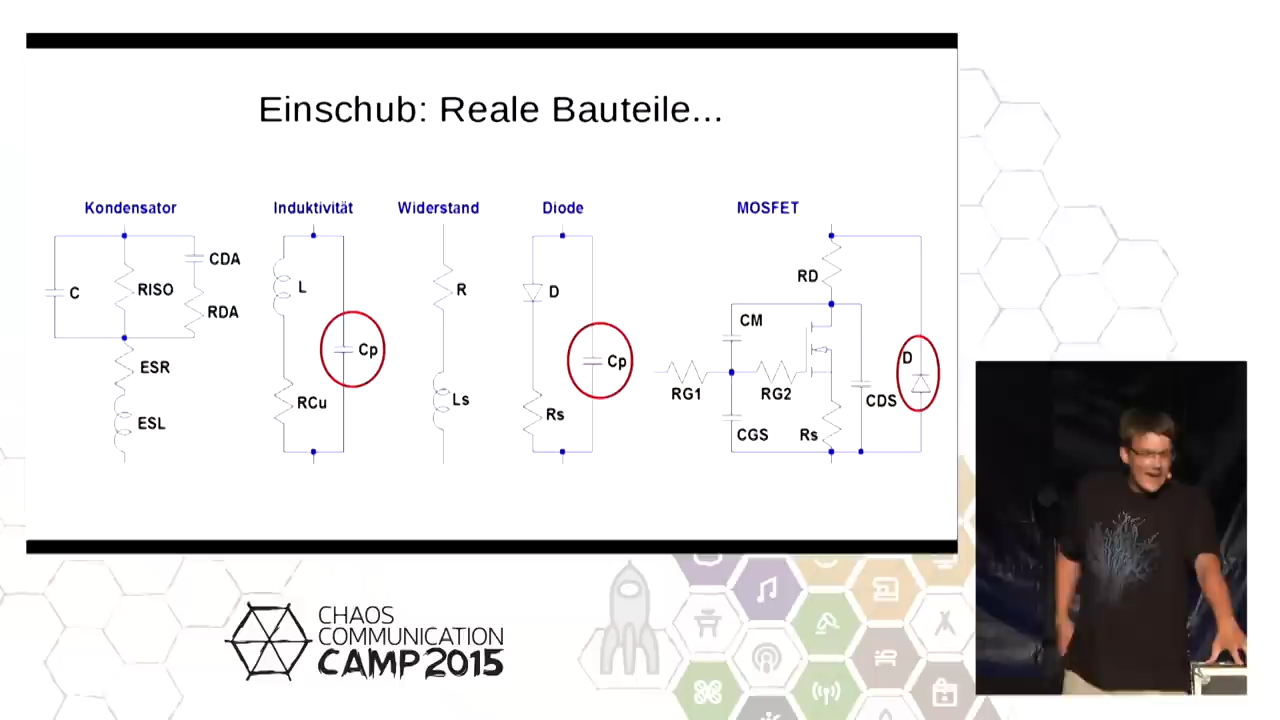 Einschub: Reale Bauteile...
Kondensator
Induktivität
Widerstand
Diode
MOSFET
C
RISO
CDA
RDA
ESR
ESL
L
Cp
RCu
R
Ls
D
Cp
Rs
RD
CM
RG1
RG2
CGS
Rs
CDS
D
CHAOS
COMMUNICATION
CAMP 2015